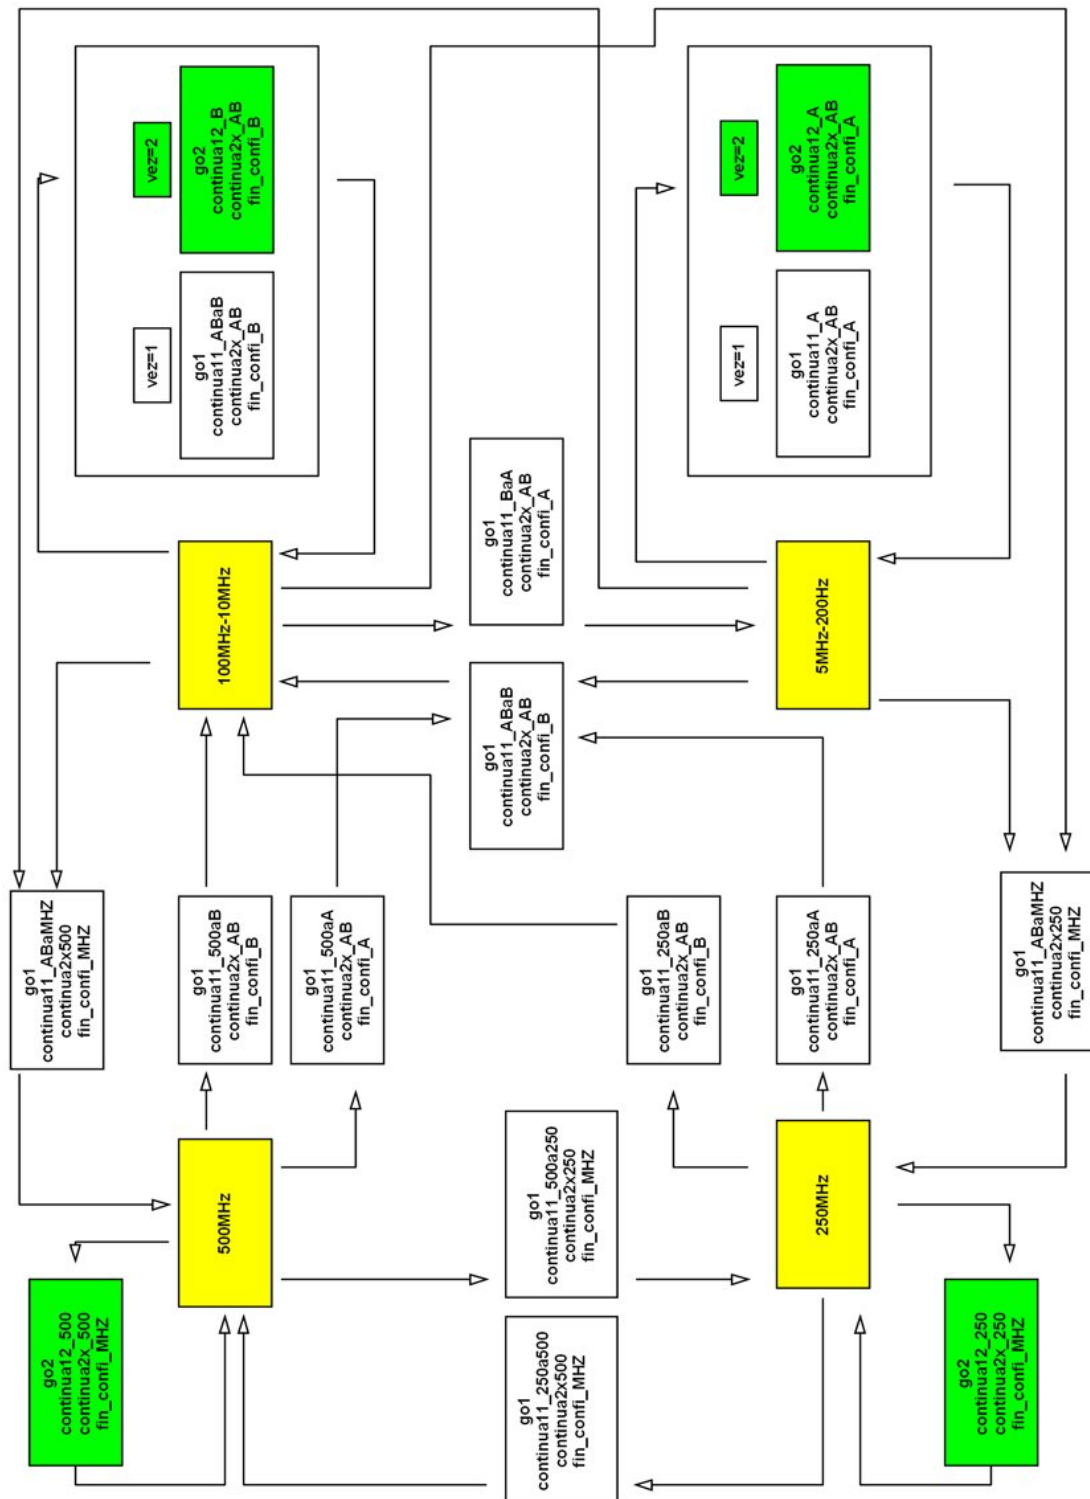 go2
continua12_500
continua2x_500
fin_confi_MHZ
go1
continua11_ABaMHZ
continua2x500
fin_confi_MHZ
vez=1
vez=2
go1
continua11_ABaB
continua2x_AB
fin_confi_B
go2
continua12_B
continua2x_AB
fin_confi_B
500MHz
go1
continua11_500aB
continua2x_AB
fin_confi_B
100MHz-10MHz
go1
continua11_500aA
continua2x_AB
fin_confi_A
go1
continua11_250a500
continua2x500
fin_confi_MHZ
go1
continua11_500a250
continua2x250
fin_confi_MHZ
go1
continua11_ABaB
continua2x_AB
fin_confi_B
go1
continua11_BaA
continua2x_AB
fin_confi_A
go1
continua11_250aB
continua2x_AB
fin_confi_B
vez=1
vez=2
250MHz
go1
continua11_250aA
continua2x_AB
fin_confi_A
5MHz-200Hz
go1
continua11_A
continua2x_AB
fin_confi_A
go2
continua12_A
continua2x_AB
fin_confi_A
go2
continua12_250
continua2x_250
fin_confi_MHZ
go1
continua11_ABaMHZ
continua2x250
fin_confi_MHZ